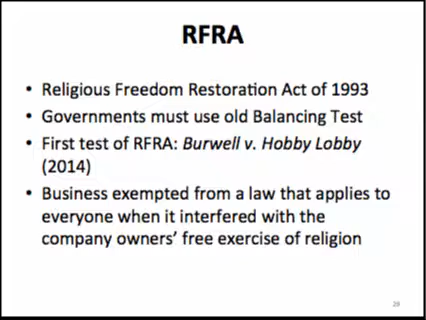 RFRA
• Religious Freedom Restoration Act of 1993
• Governments must use old Balancing Test
• First test of RFRA: Burwell v. Hobby Lobby
(2014)
• Business exempted from a law that applies to
everyone when it interfered with the
company owners' free exercise of religion
29